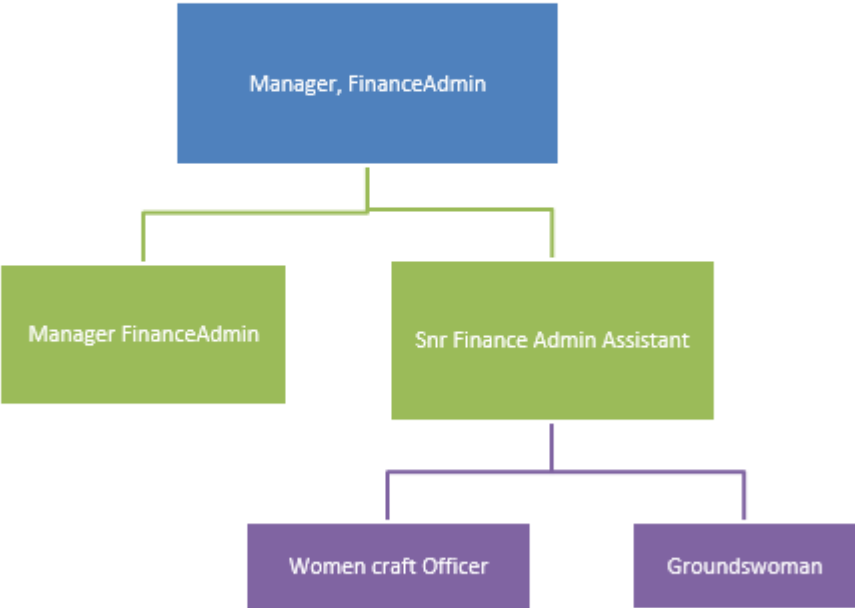 Manager, FinanceAdmin
Manager FinanceAdmin
Snr Finance Admin Assistant
Women craft Officer
Groundswoman